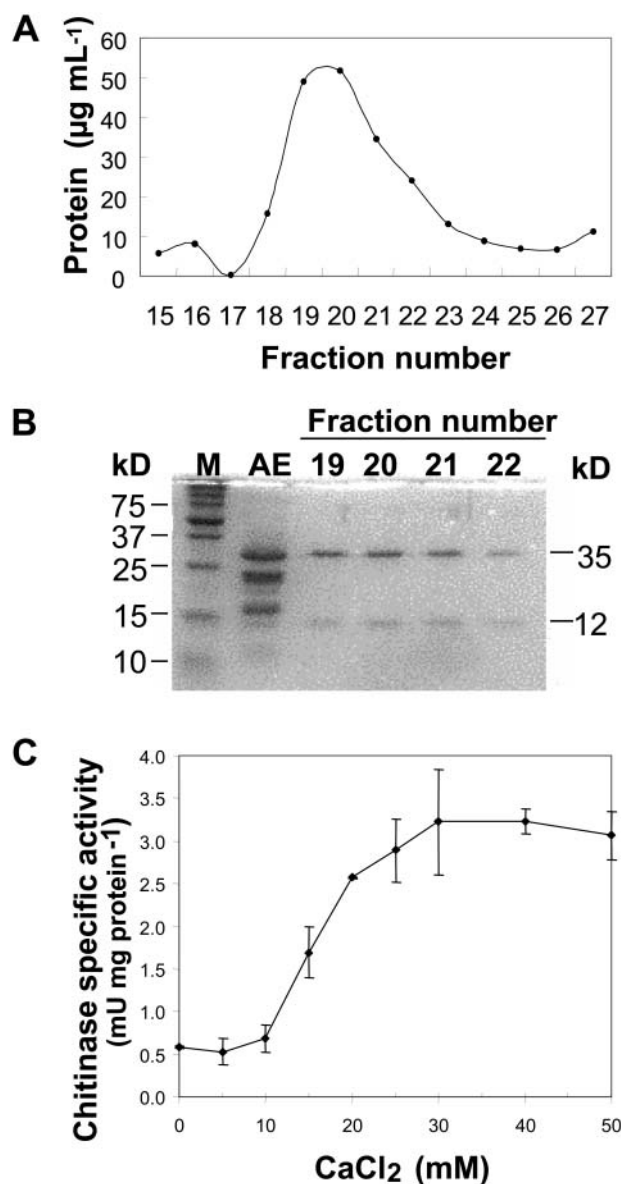 A
Protein (µg mL⁻¹)
60
50
40
30
20
10
0
15 16 17 18 19 20 21 22 23 24 25 26 27
Fraction number
B
Fraction number
kD M AE 19 20 21 22 kD
75
37
25
15
10
35
12
C
Chitinase specific activity
(mU mg protein⁻¹)
4.0
3.5
3.0
2.5
2.0
1.5
1.0
0.5
0.0
0 10 20 30 40 50
CaCl₂ (mM)